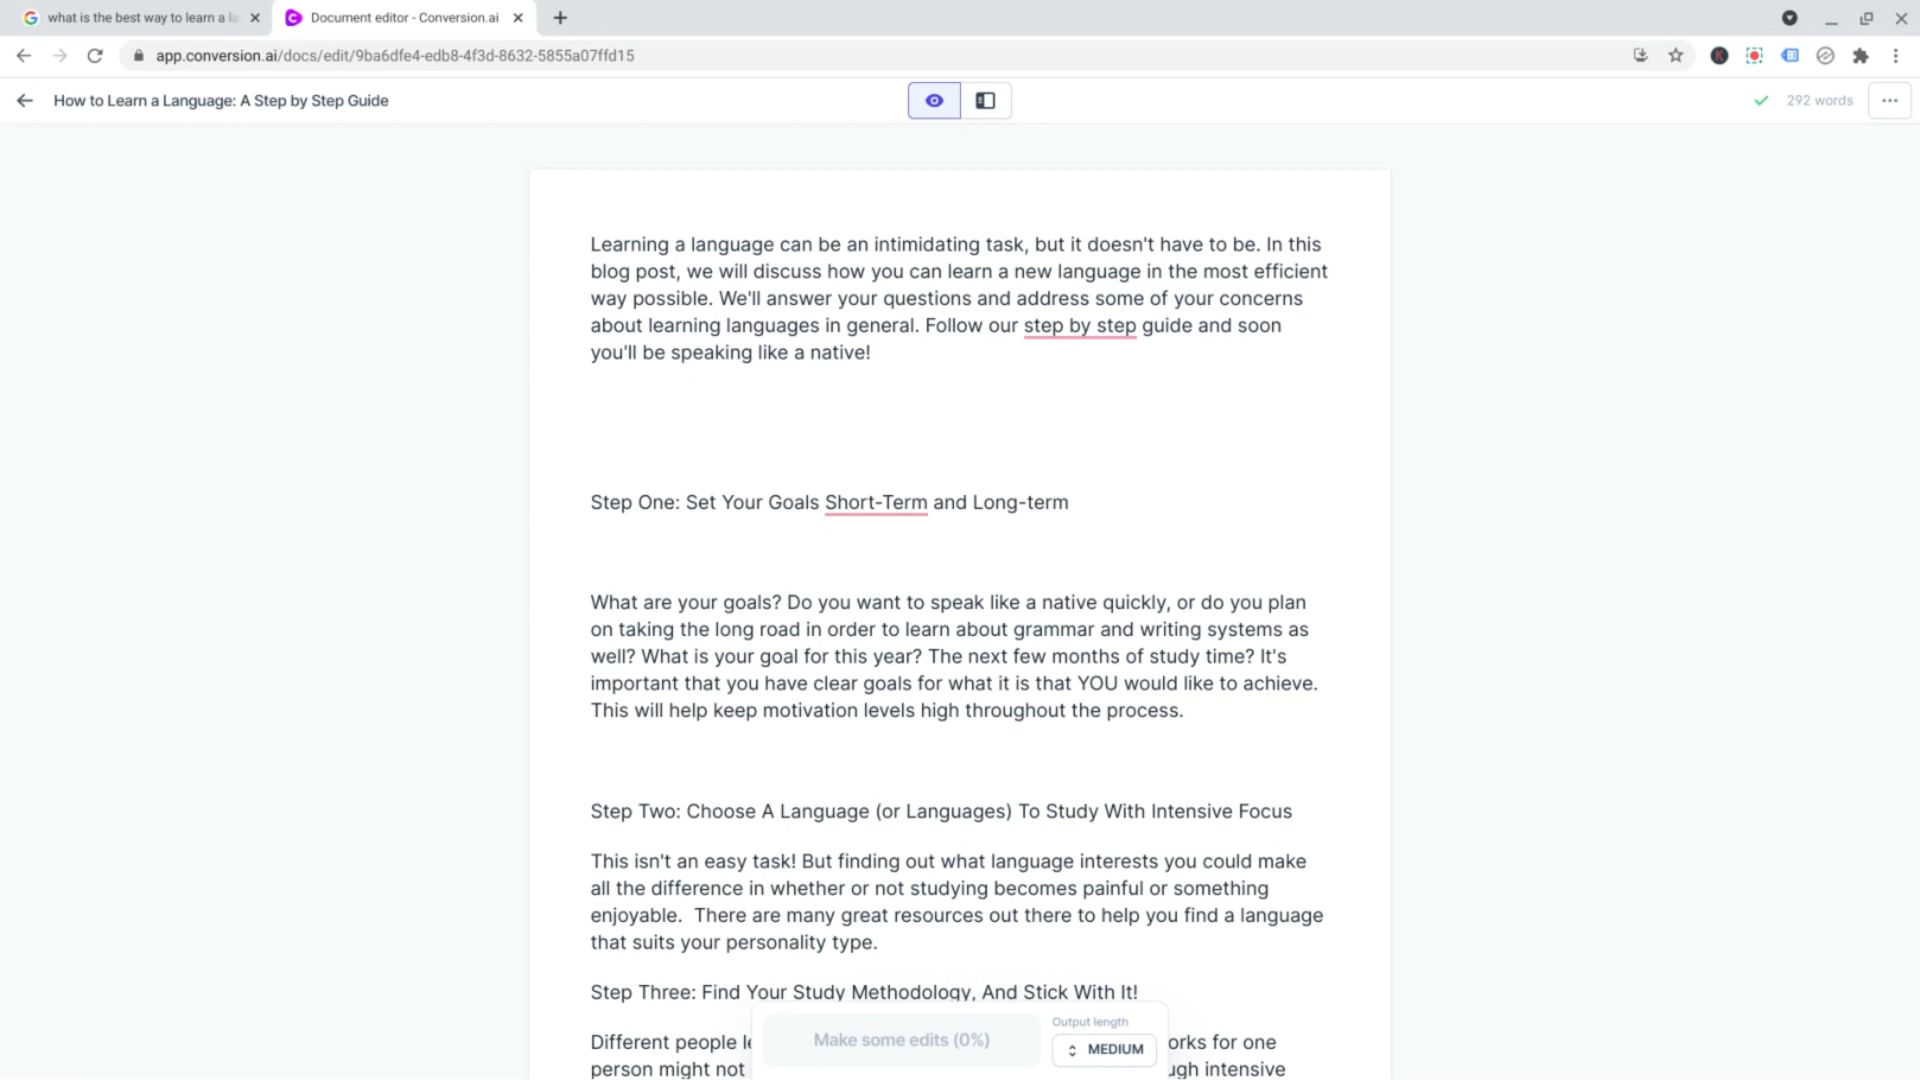 what is the best way to learn a la
Document editor - Conversion.ai
app.conversion.ai/docs/edit/9ba6dfe4-edb8-4f3d-8632-5855a07ffd15
How to Learn a Language: A Step by Step Guide
292 words
Learning a language can be an intimidating task, but it doesn't have to be. In this
blog post, we will discuss how you can learn a new language in the most efficient
way possible. We'll answer your questions and address some of your concerns
about learning languages in general. Follow our step by step guide and soon
you'll be speaking like a native!
Step One: Set Your Goals Short-Term and Long-term
What are your goals? Do you want to speak like a native quickly, or do you plan
on taking the long road in order to learn about grammar and writing systems as
well? What is your goal for this year? The next few months of study time? It's
important that you have clear goals for what it is that YOU would like to achieve.
This will help keep motivation levels high throughout the process.
Step Two: Choose A Language (or Languages) To Study With Intensive Focus
This isn't an easy task! But finding out what language interests you could make
all the difference in whether or not studying becomes painful or something
enjoyable.  There are many great resources out there to help you find a language
that suits your personality type.
Step Three: Find Your Study Methodology, And Stick With It!
Different people orks for one
person might not intensive
Make some edits (0%)
Output length
MEDIUM